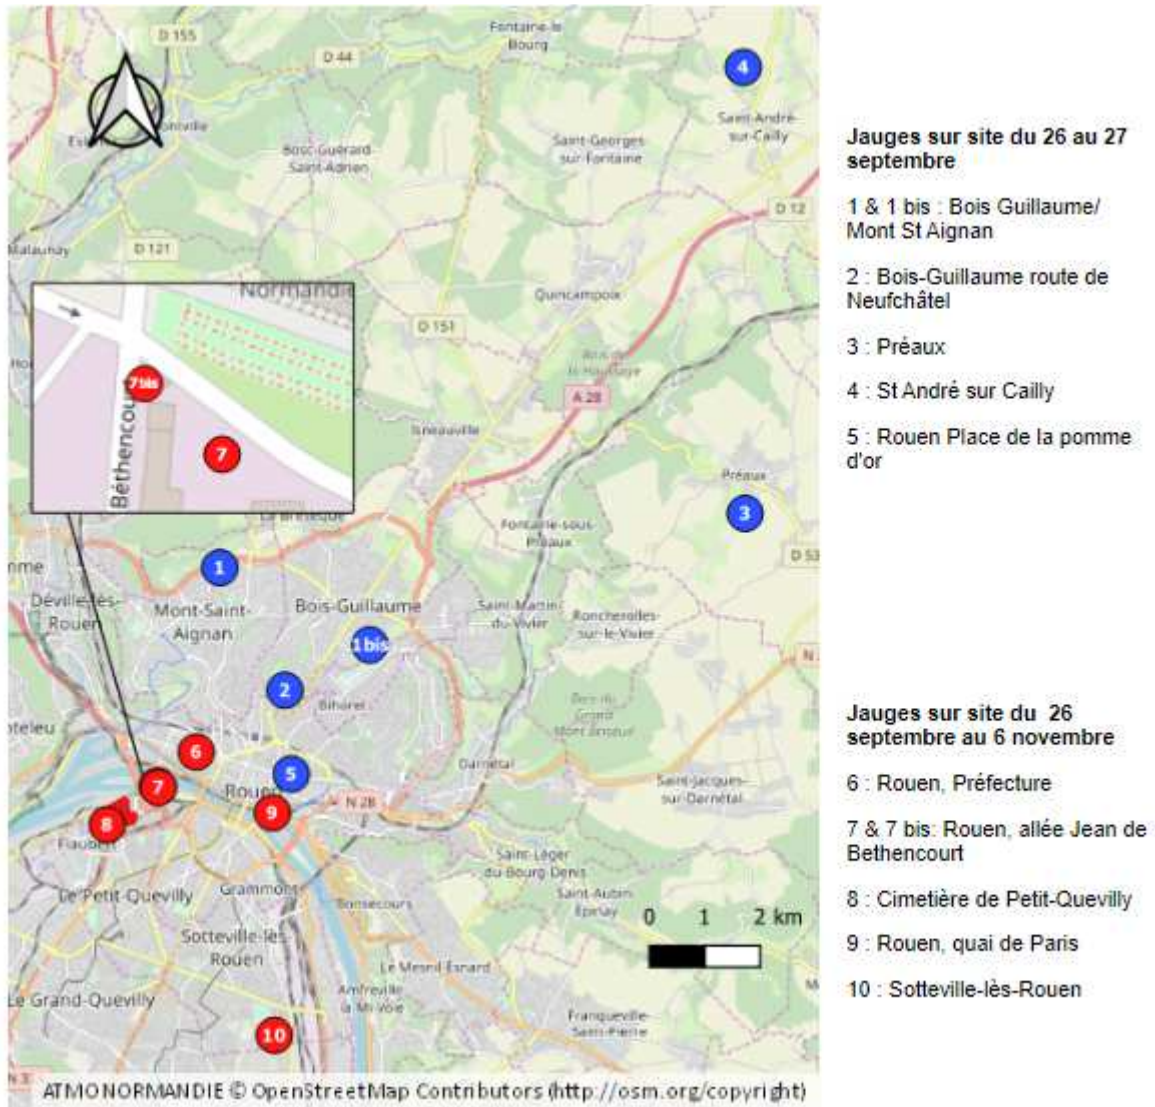 D 155
Fontaine-le-
Bourg
D 44
4
Saint-André-
sur-Cailly
Bosc-Guérard-
Saint-Adrien
Saint-Georges-
sur-Fontaine
D 12
Malaunay
D 121
Normandie
Quincampoix
D 151
7 bis
A 28
Béthencourt
7
Isneauville
Préaux
3
La Bretèque
Fontaine-sous-
Préaux
D 53
1
Déville-lès-
Rouen
Mont-Saint-
Aignan
Bois-Guillaume
Saint-Martin-
du-Vivier
Roncherolles-
sur-le-Vivier
1 bis
2
Bihorel
Bois du
Grand
6
Darnétal
5
7
Rouen
Saint-Jacques-
sur-Darnétal
9
N 28
8
Flaubert
Saint-Léger
du-Bourg-Denis
Le Petit-Quevilly
Grammont
Saint-Aubin-
Epinay
Bonsecours
0 1 2 km
Sotteville-lès-
Rouen
Le Mesnil-Esnard
Le Grand-Quevilly
Amfreville
la-Mi-Voie
Franqueville-
Saint-Pierre
10
ATMONORMANDIE © OpenStreetMap Contributors (http://osm.org/copyright)
Jauges sur site du 26 au 27
septembre
1 & 1 bis : Bois Guillaume/
Mont St Aignan
2 : Bois-Guillaume route de
Neufchâtel
3 : Préaux
4 : St André sur Cailly
5 : Rouen Place de la pomme
d'or
Jauges sur site du 26
septembre au 6 novembre
6 : Rouen, Préfecture
7 & 7 bis: Rouen, allée Jean de
Bethencourt
8 : Cimetière de Petit-Quevilly
9 : Rouen, quai de Paris
10 : Sotteville-lès-Rouen